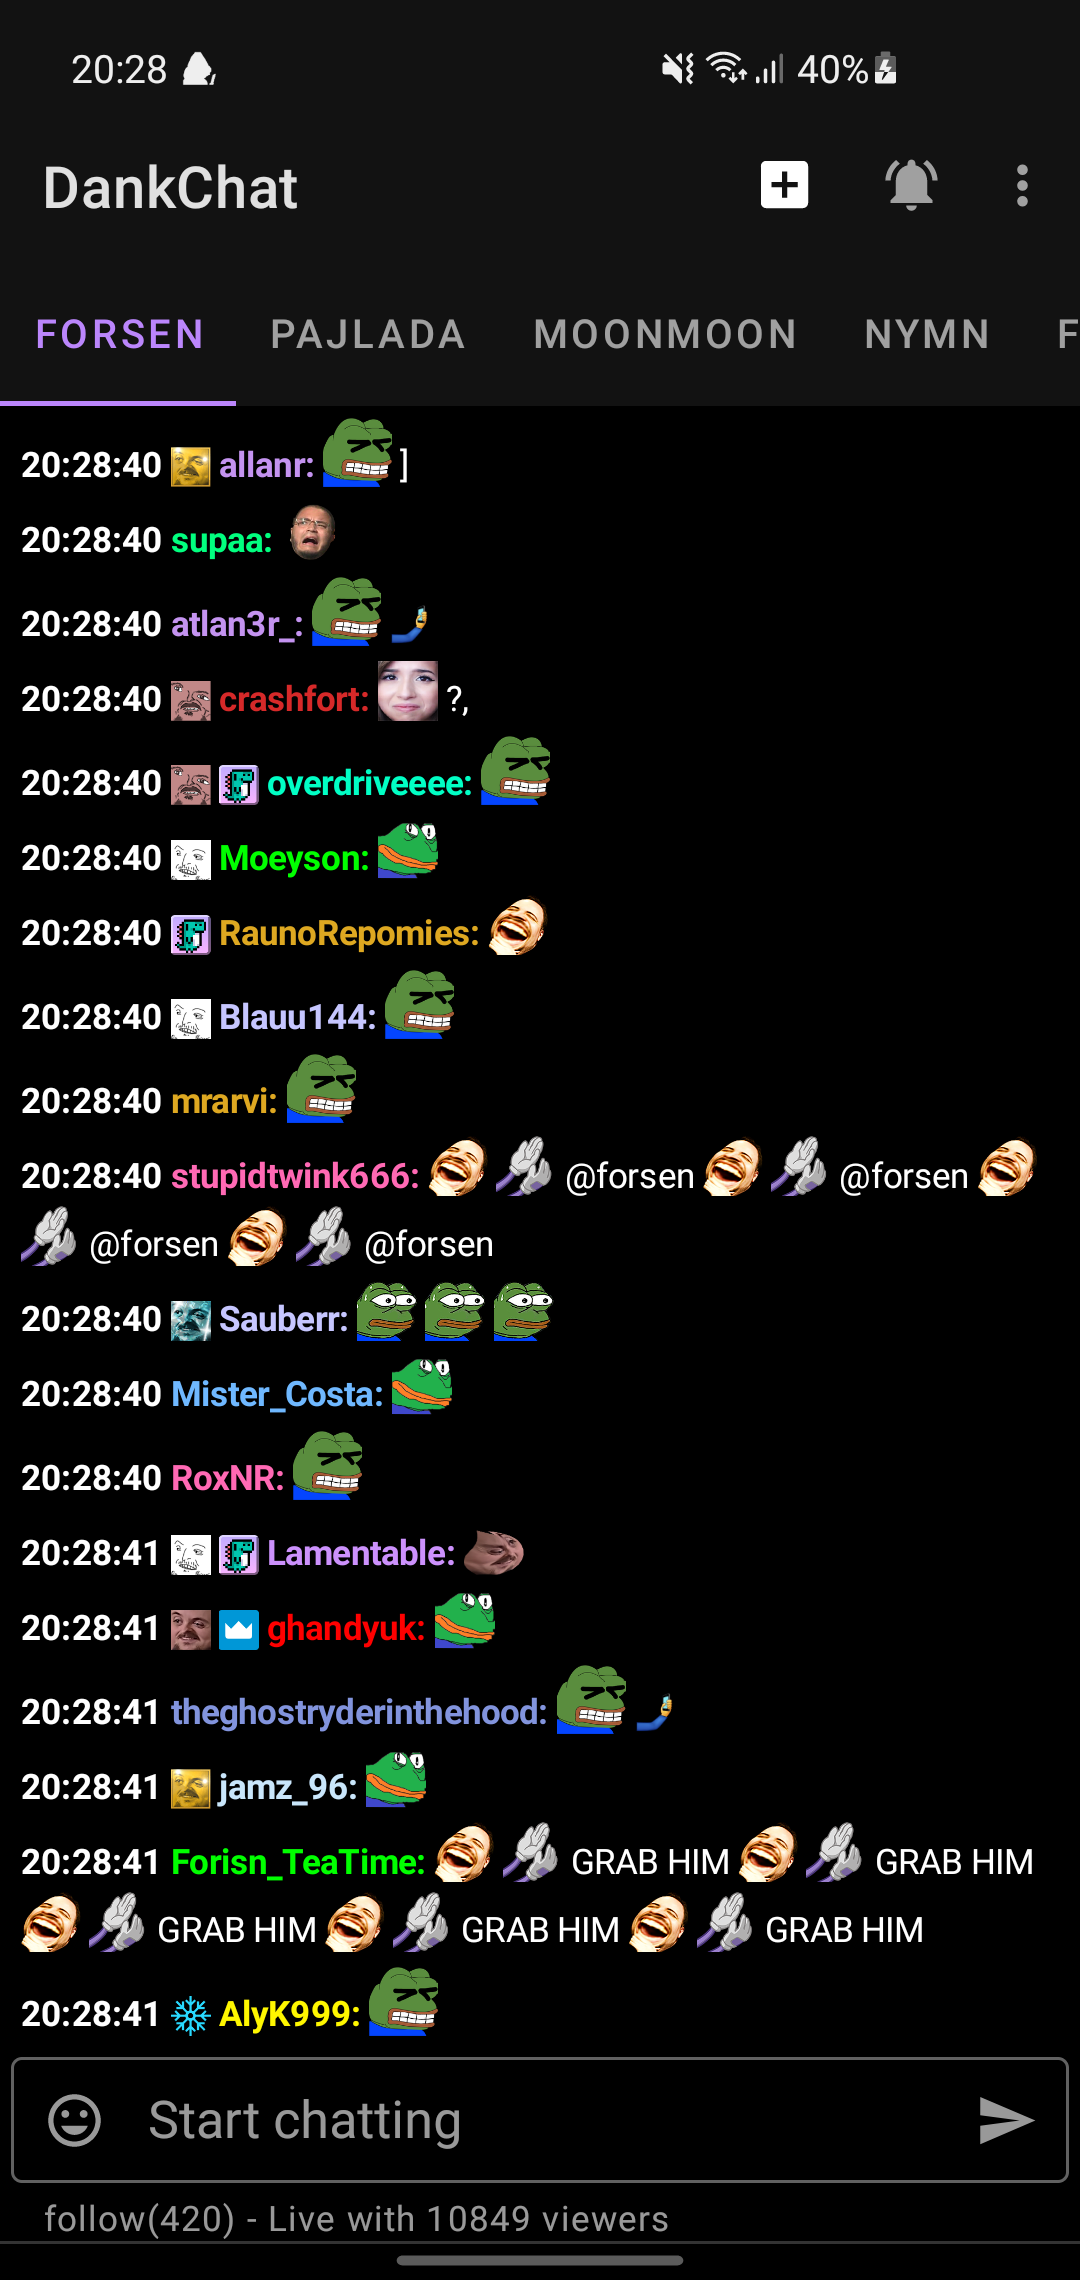 20:28 40%
DankChat
FORSEN PAJLADA MOONMOON NYMN F
20:28:40 allanr: ]
20:28:40 supaa:
20:28:40 atlan3r_:
20:28:40 crashfort: ?,
20:28:40 overdriveeee:
20:28:40 Moeyson:
20:28:40 RaunoRepomies:
20:28:40 Blauu144:
20:28:40 mrarvi:
20:28:40 stupidtwink666: @forsen @forsen
@forsen @forsen
20:28:40 Sauberr:
20:28:40 Mister_Costa:
20:28:40 RoxNR:
20:28:41 Lamentable:
20:28:41 ghandyuk:
20:28:41 theghostryderinthehood:
20:28:41 jamz_96:
20:28:41 Forisn_TeaTime: GRAB HIM GRAB HIM
GRAB HIM GRAB HIM GRAB HIM
20:28:41 AlyK999:
Start chatting
follow(420) - Live with 10849 viewers